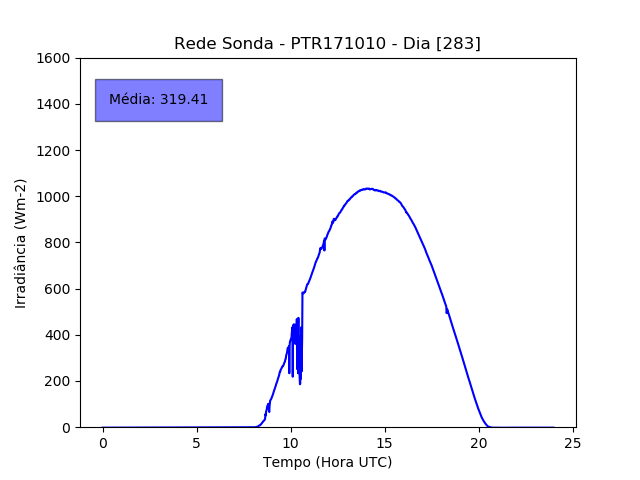 Rede Sonda - PTR171010 - Dia [283]
1600
1400
1200
1000
800
600
400
200
0
Média: 319.41
Irradiância (Wm-2)
0 5 10 15 20 25
Tempo (Hora UTC)